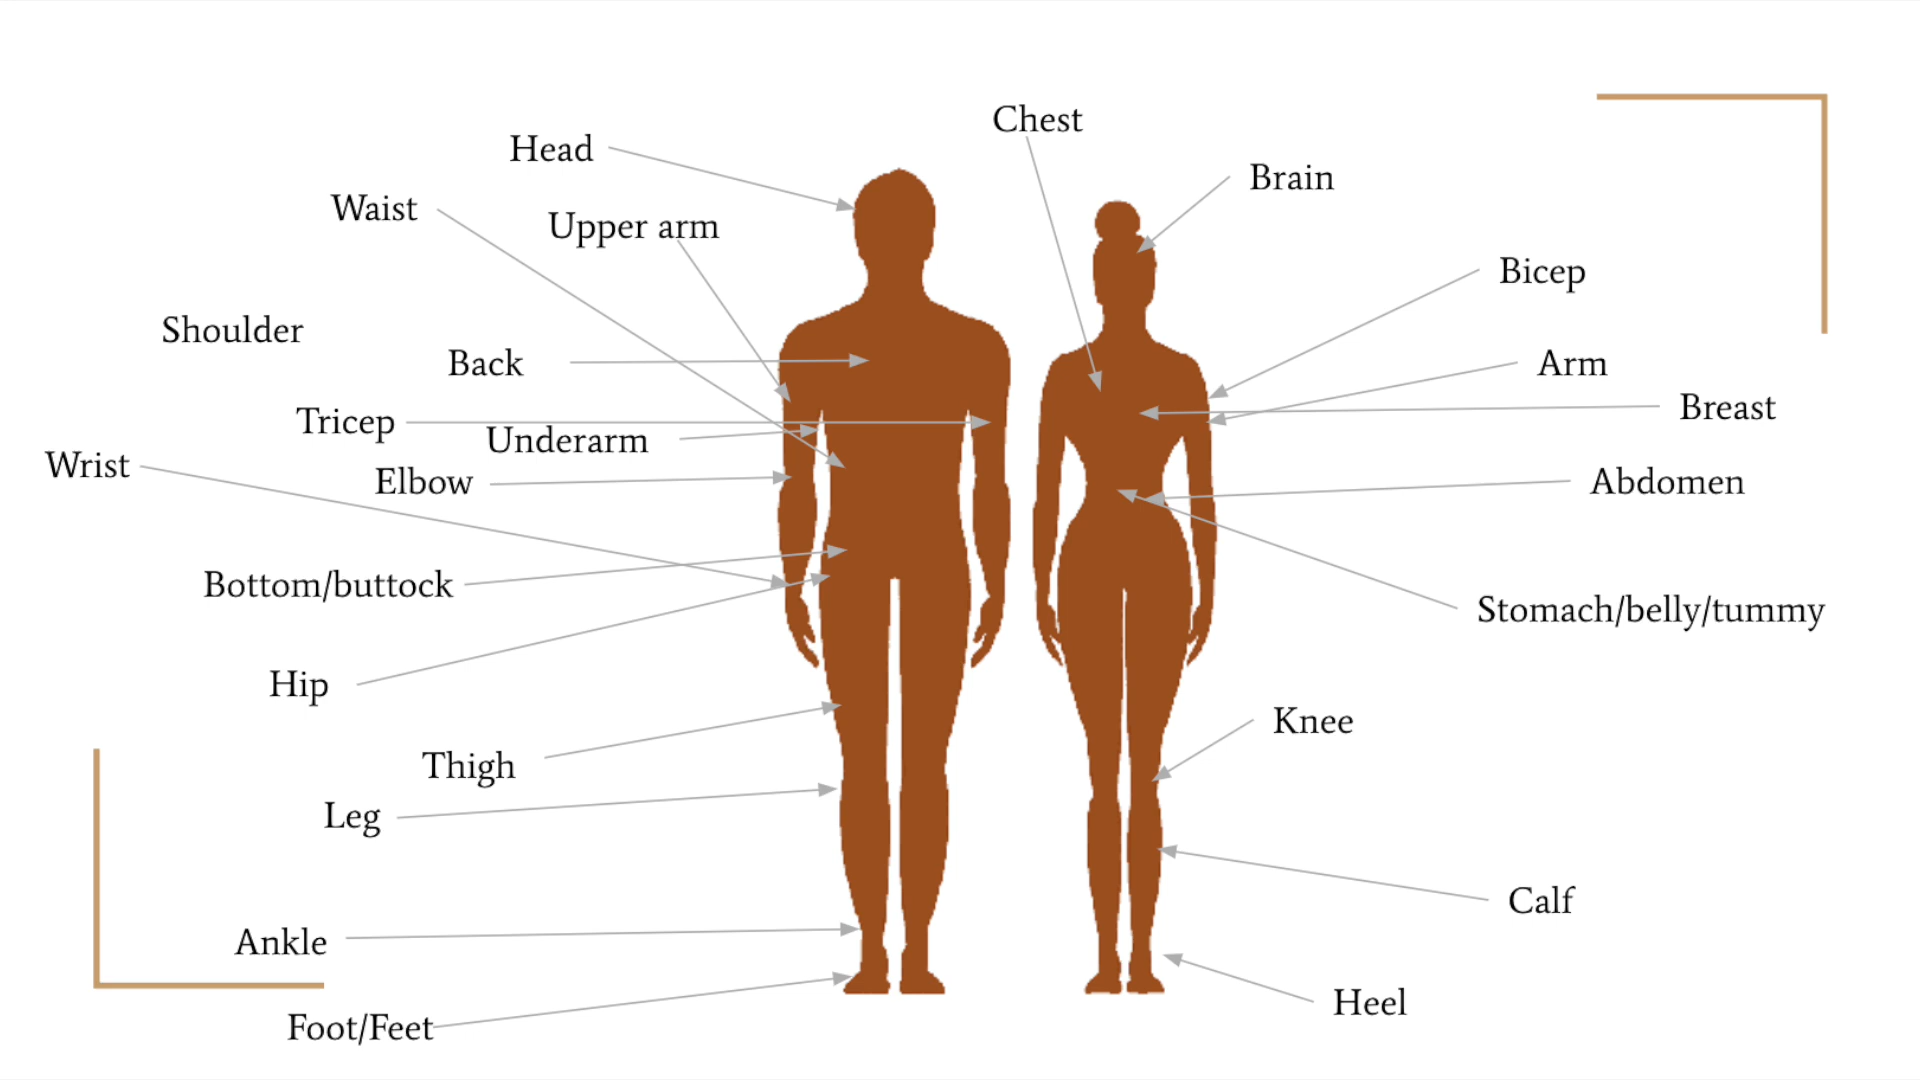 Chest
Head
Brain
Waist
Upper arm
Bicep
Shoulder
Back
Arm
Breast
Tricep
Underarm
Wrist
Elbow
Abdomen
Bottom/buttock
Stomach/belly/tummy
Hip
Knee
Thigh
Leg
Calf
Ankle
Heel
Foot/Feet